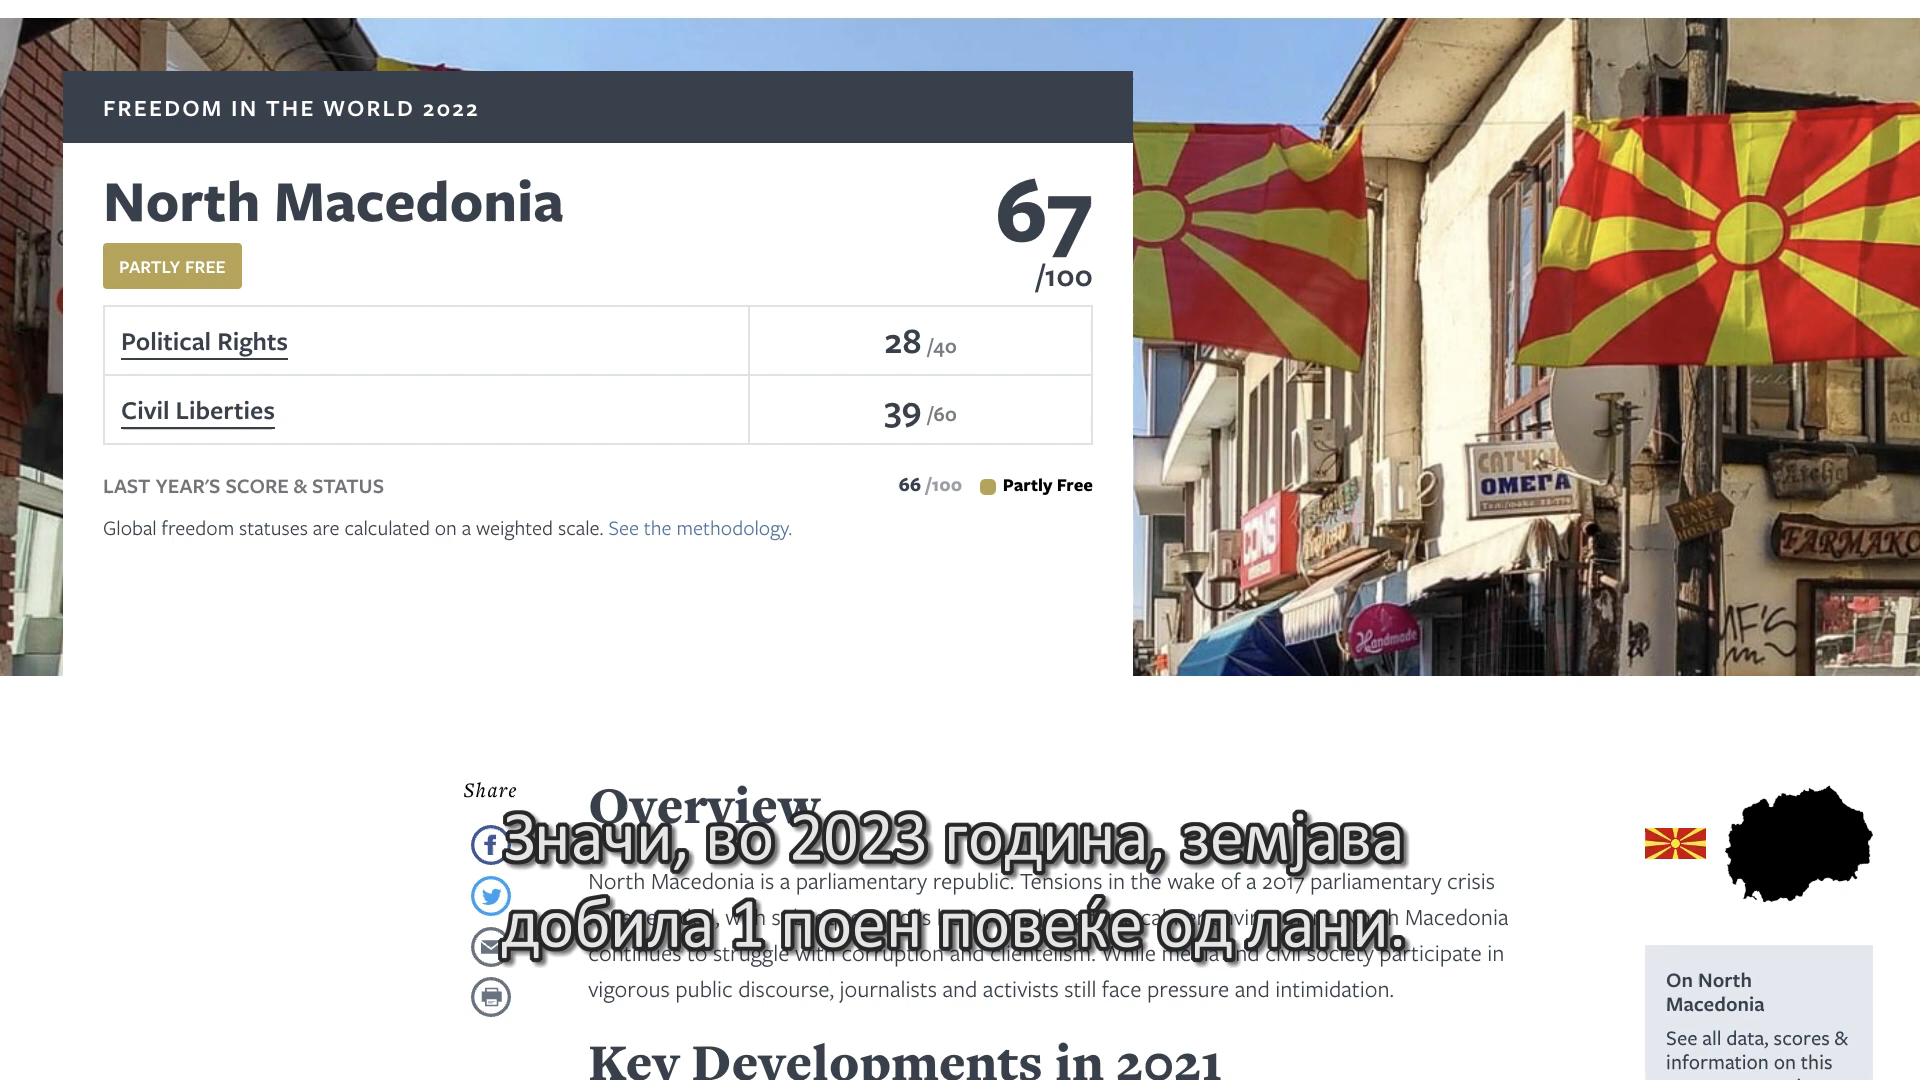 FREEDOM IN THE WORLD 2022
North Macedonia
67
/100
PARTLY FREE
Political Rights 28 /40
Civil Liberties 39 /60
LAST YEAR'S SCORE & STATUS 66 /100 Partly Free
Global freedom statuses are calculated on a weighted scale. See the methodology.
ОМЕГА
CONS
Handmade
FARMAKO
Share
Overview
Значи, во 2023 година, земјава
добила 1 поен повеќе од лани.
North Macedonia is a parliamentary republic. Tensions in the wake of a 2017 parliamentary crisis
Macedonia
continues to struggle with corruption and clientelism. While media and civil society participate in
vigorous public discourse, journalists and activists still face pressure and intimidation.
Key Developments in 2021
On North
Macedonia
See all data, scores &
information on this